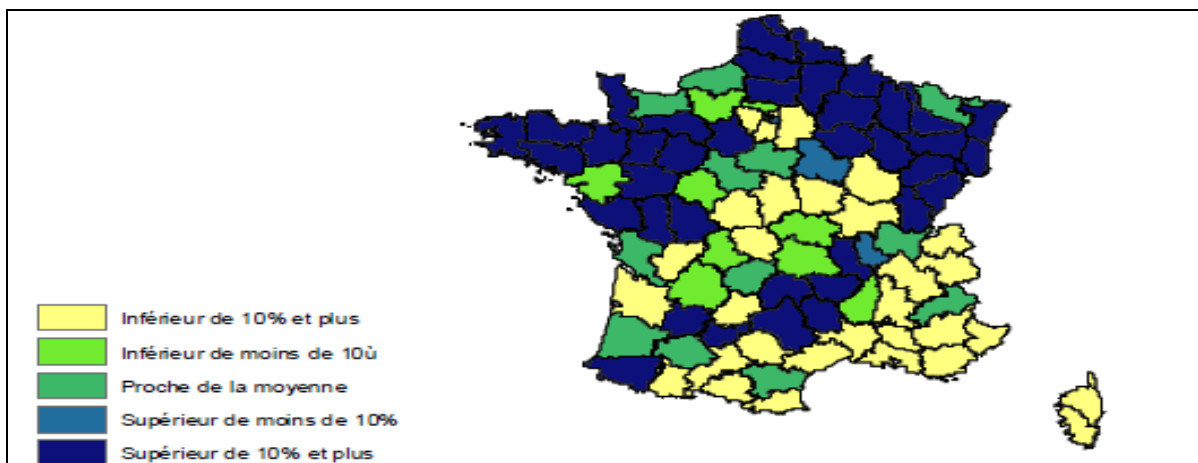 Inférieur de 10% et plus
Inférieur de moins de 10ù
Proche de la moyenne
Supérieur de moins de 10%
Supérieur de 10% et plus